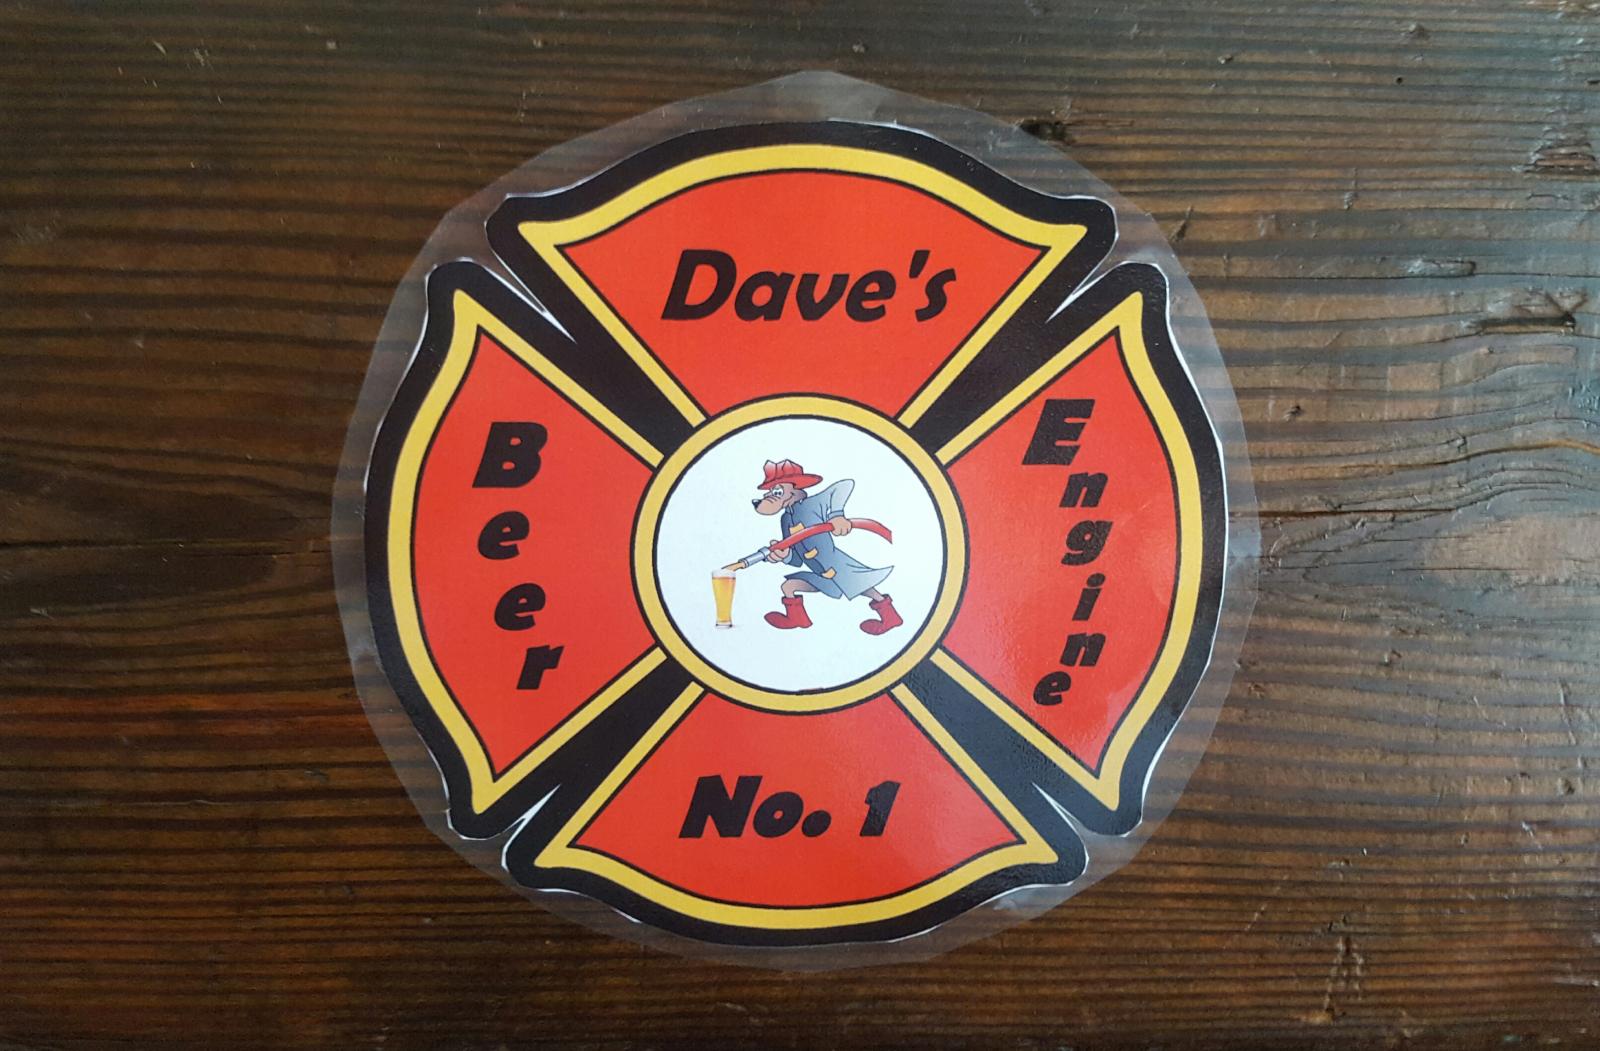 Dave's
Beer
Engine
No. 1